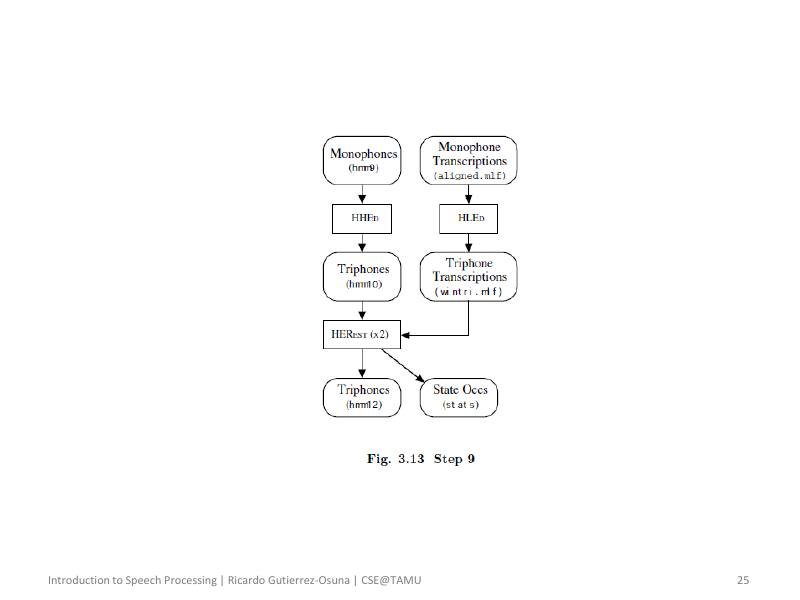 Monophones
(hmm9)
Monophone
Transcriptions
(aligned.mlf)
HHED
HLED
Triphones
(hmm10)
Triphone
Transcriptions
(wintri.mlf)
HEREST (x2)
Triphones
(hmm12)
State Occs
(stats)
Fig. 3.13 Step 9
Introduction to Speech Processing | Ricardo Gutierrez-Osuna | CSE@TAMU
25